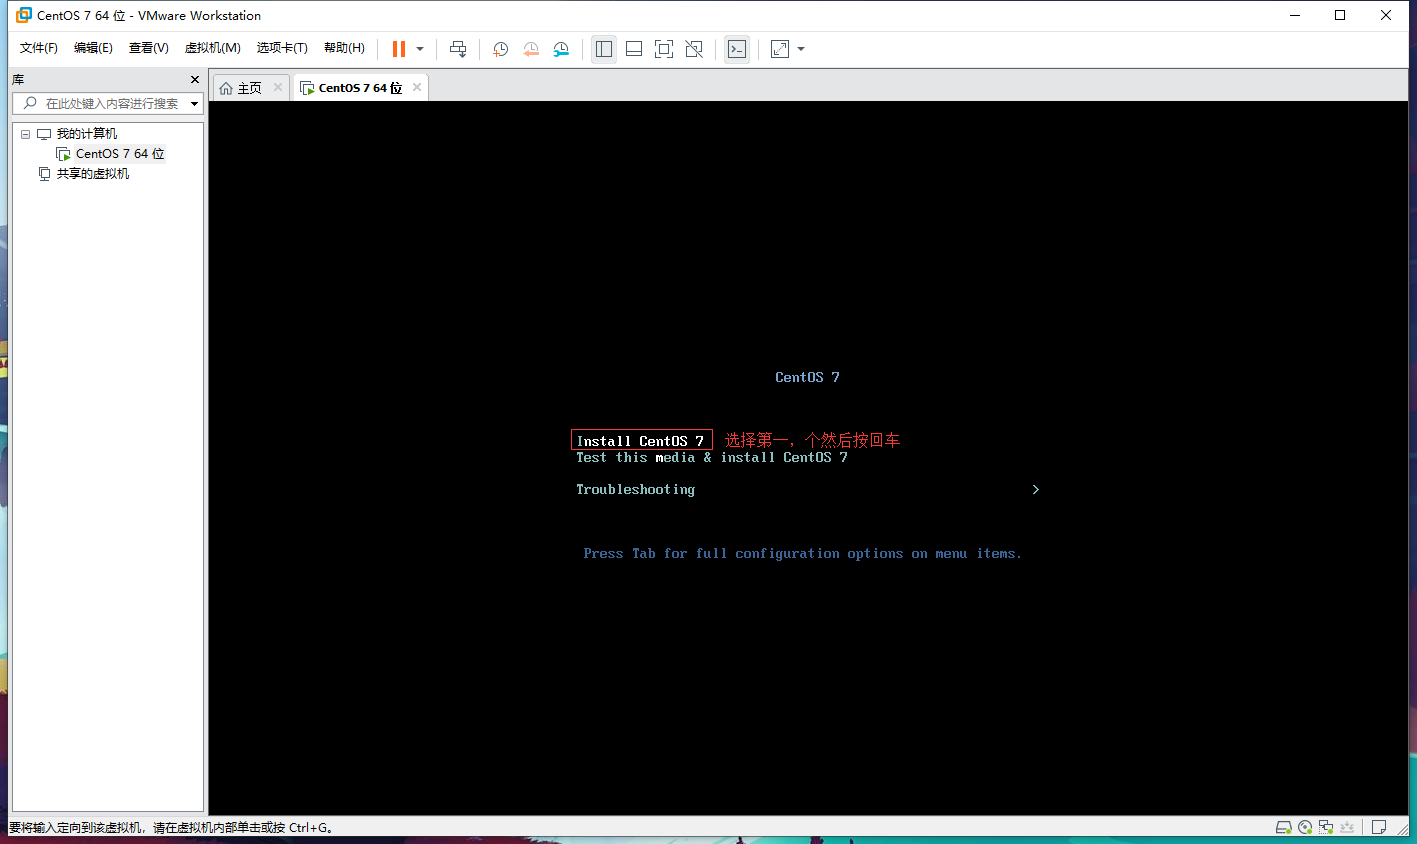 CentOS 7 64 位 - VMware Workstation
文件(F) 编辑(E) 查看(V) 虚拟机(M) 选项卡(T) 帮助(H)
库
在此处键入内容进行搜索
我的计算机
CentOS 7 64 位
共享的虚拟机
主页
CentOS 7 64 位
CentOS 7
Install CentOS 7 选择第一，个然后按回车
Test this media & install CentOS 7
Troubleshooting >
Press Tab for full configuration options on menu items.
要将输入定向到该虚拟机，请在虚拟机内部单击或按 Ctrl+G。